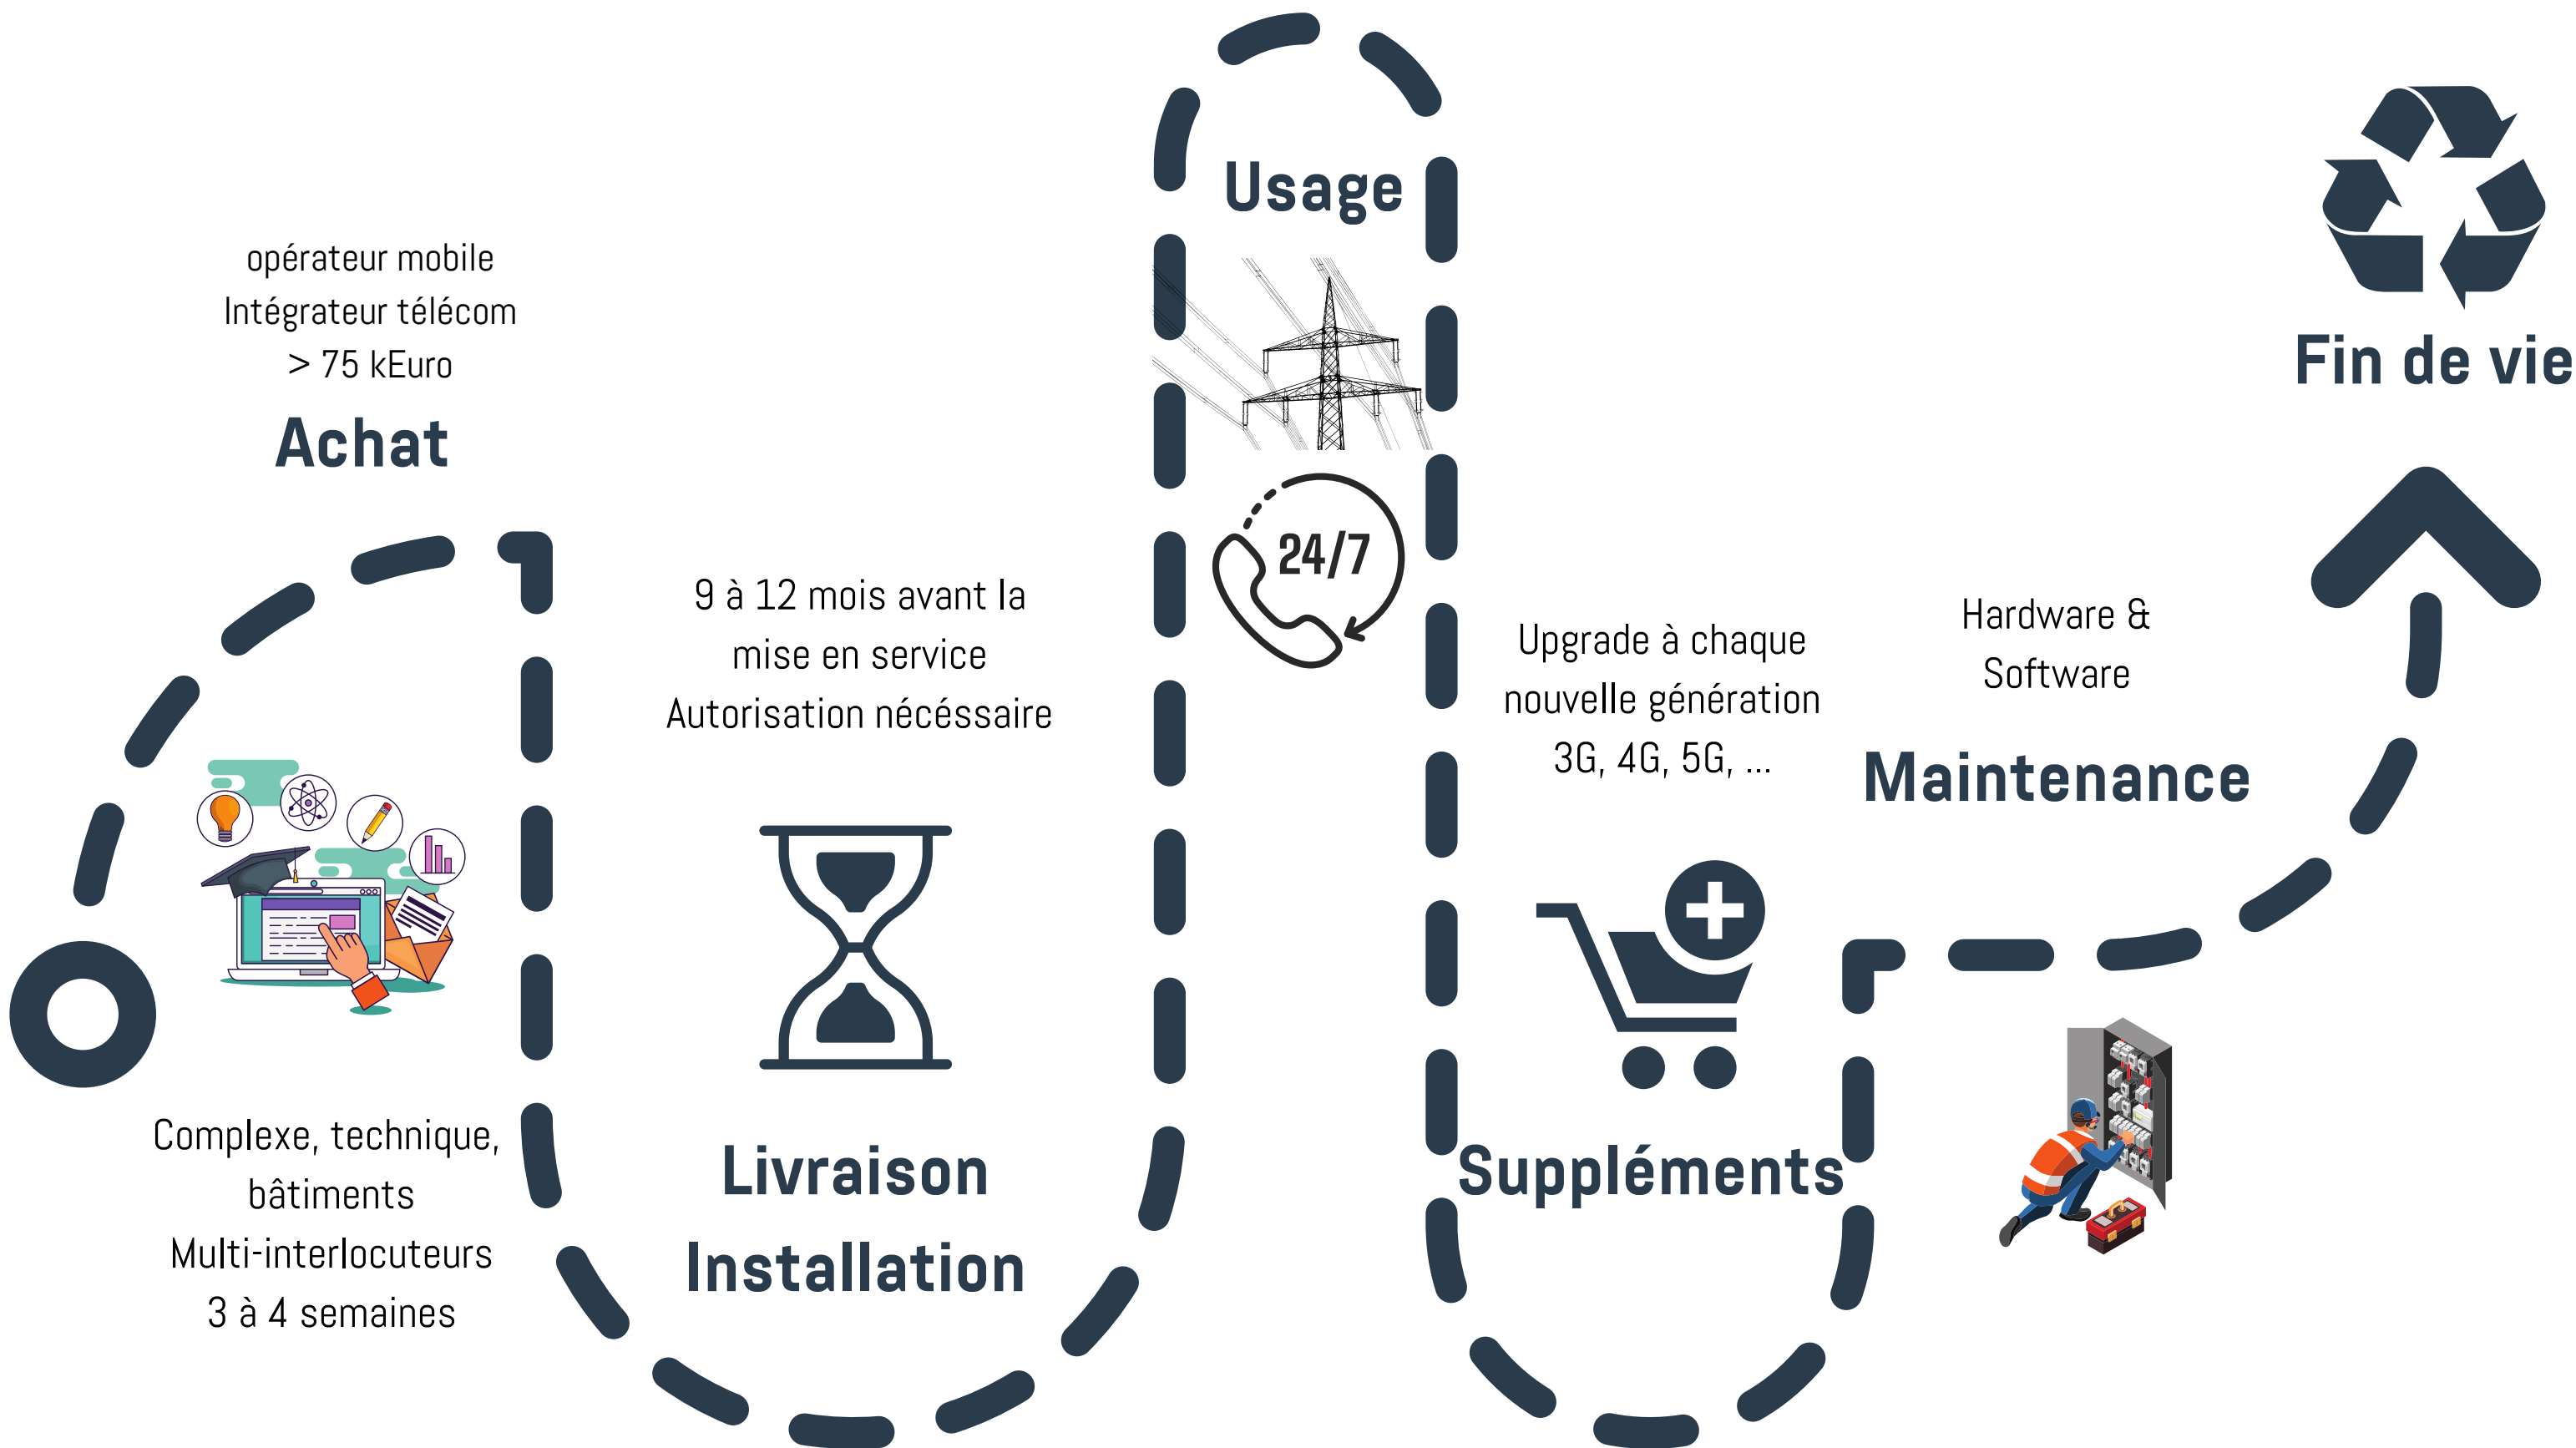 opérateur mobile
Intégrateur télécom
> 75 kEuro
Achat
Complexe, technique,
bâtiments
Multi-interlocuteurs
3 à 4 semaines
9 à 12 mois avant la
mise en service
Autorisation nécéssaire
Livraison
Installation
Usage
24/7
Upgrade à chaque
nouvelle génération
3G, 4G, 5G, ...
Suppléments
Hardware &
Software
Maintenance
Fin de vie